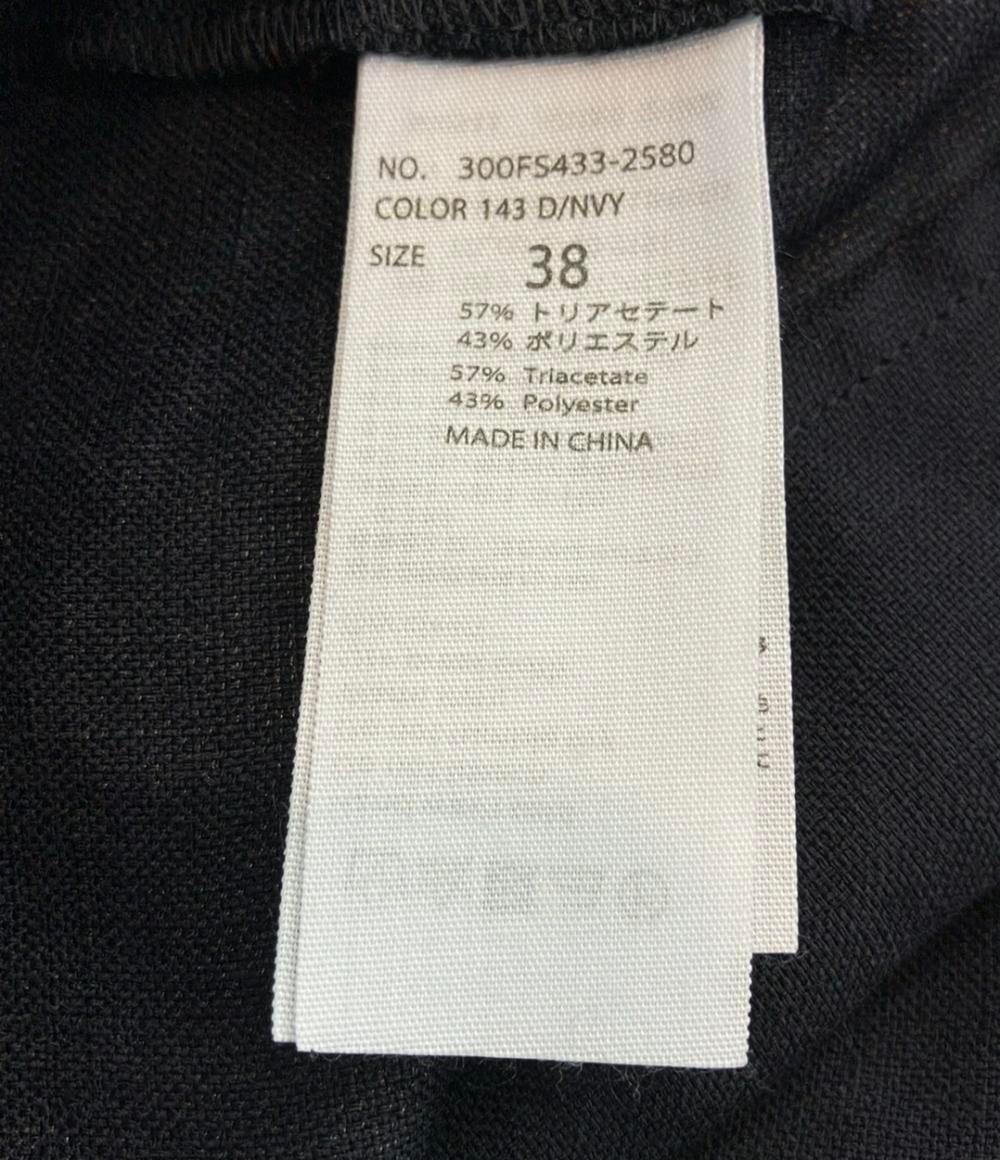 NO. 300FS433-2580
COLOR 143 D/NVY
SIZE 38
57% トリアセテート
43% ポリエステル
57% Triacetate
43% Polyester
MADE IN CHINA